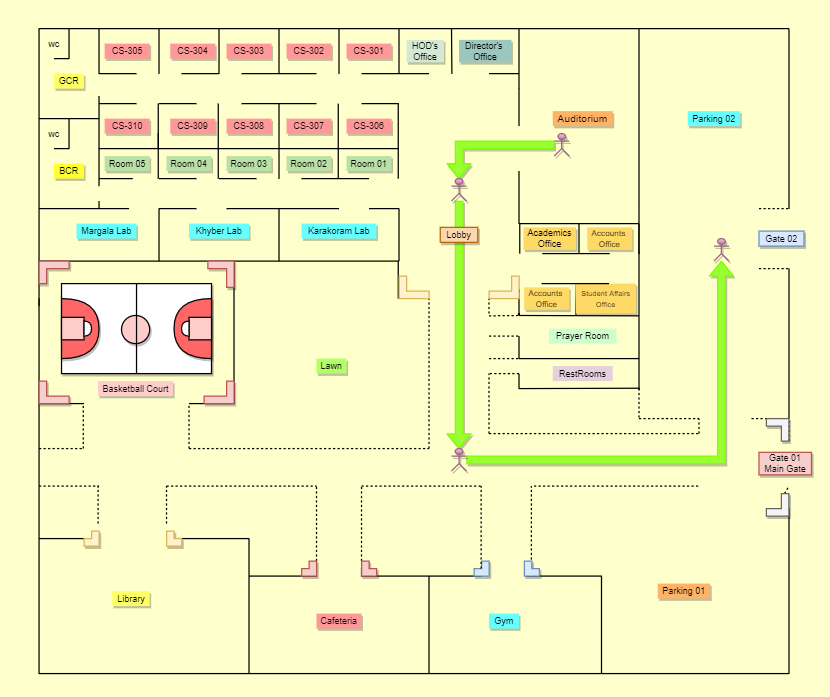 wc
CS-305
CS-304
CS-303
CS-302
CS-301
HOD's
Office
Director's
Office
GCR
wc
CS-310
CS-309
CS-308
CS-307
CS-306
Auditorium
Parking 02
BCR
Room 05
Room 04
Room 03
Room 02
Room 01
Margala Lab
Khyber Lab
Karakoram Lab
Lobby
Academics
Office
Accounts
Office
Gate 02
Accounts
Office
Student Affairs
Office
Prayer Room
Lawn
RestRooms
Basketball Court
Gate 01
Main Gate
Library
Cafeteria
Gym
Parking 01